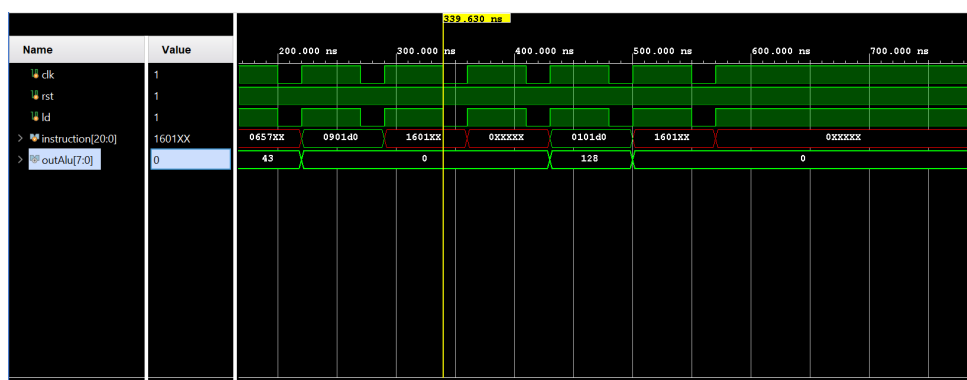 339.630 ns
Name Value
200.000 ns 300.000 ns 400.000 ns 500.000 ns 600.000 ns 700.000 ns
clk 1
rst 1
ld 1
instruction[20:0] 1601XX 0657XX 0901d0 1601XX 0XXXXX 0101d0 1601XX 0XXXXX
outAlu[7:0] 0 43 0 128 0